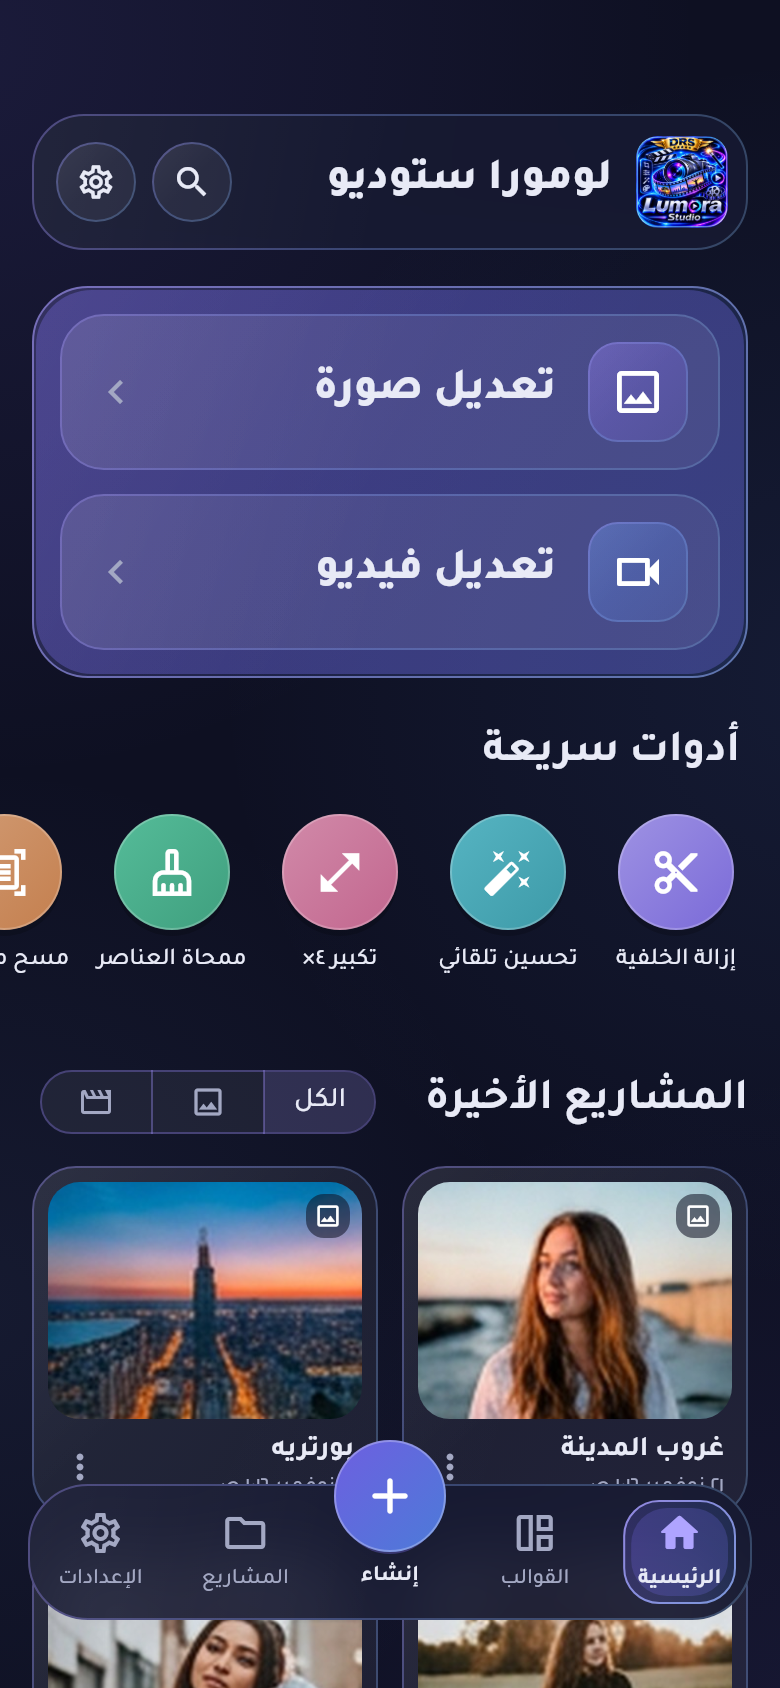 لومورا ستوديو
DRS
Lumora
Studio
تعديل صورة
تعديل فيديو
أدوات سريعة
إزالة الخلفية
تحسين تلقائي
تكبير ٤×
ممحاة العناصر
مسح
المشاريع الأخيرة
الكل
غروب المدينة
بورتريه
الرئيسية
القوالب
إنشاء
المشاريع
الإعدادات